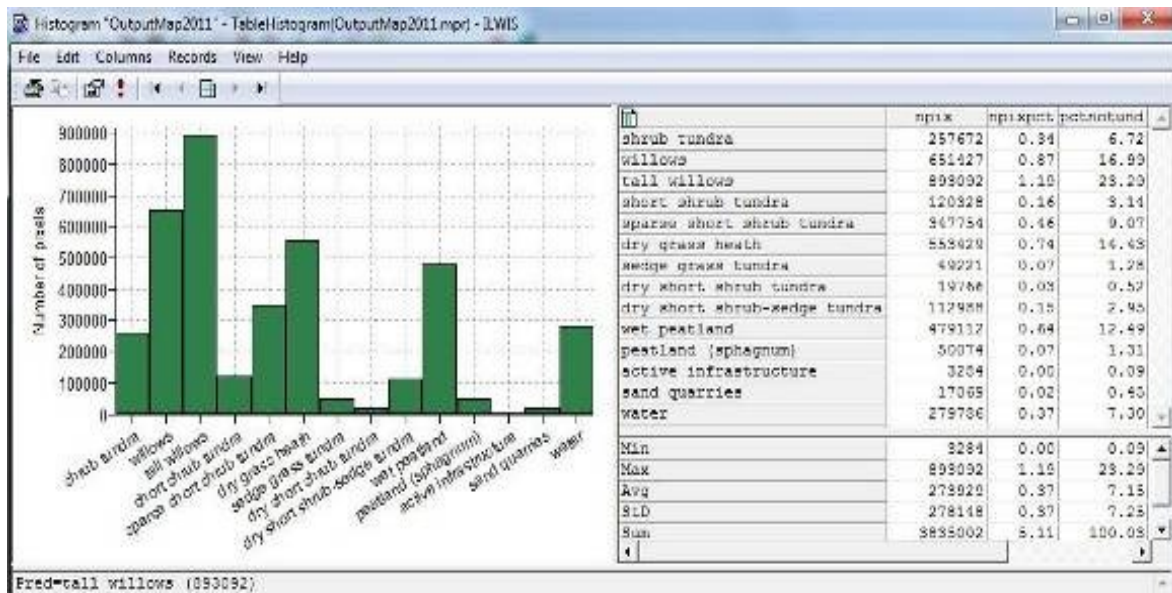 Histogram "OutputMap2011" - TableHistogram(OutputMap2011.mpr) - ILWIS
File Edit Columns Records View Help
900000
800000
700000
600000
500000
400000
300000
200000
100000
0
Number of pixels
shrub tundra
willows
tall willows
short shrub tundra
sparse short shrub tundra
dry grass heath
sedge grass tundra
dry short shrub tundra
dry short shrub-sedge tundra
wet peatland
peatland (sphagnum)
active infrastructure
sand quarries
water
npix npixpct pctnotund
shrub tundra 257672 0.34 6.72
willows 651427 0.87 16.99
tall willows 893092 1.19 23.29
short shrub tundra 120328 0.16 3.14
sparse short shrub tundra 347754 0.46 9.07
dry grass heath 553429 0.74 14.43
sedge grass tundra 49221 0.07 1.28
dry short shrub tundra 19766 0.03 0.52
dry short shrub-sedge tundra 112988 0.15 2.95
wet peatland 479112 0.64 12.49
peatland (sphagnum) 50074 0.07 1.31
active infrastructure 3284 0.00 0.09
sand quarries 17069 0.02 0.45
water 279786 0.37 7.30
Min 3284 0.00 0.09
Max 893092 1.19 23.29
Avg 273929 0.37 7.15
StD 278148 0.37 7.25
Sum 3835002 5.11 100.03
Pred=tall willows (893092)